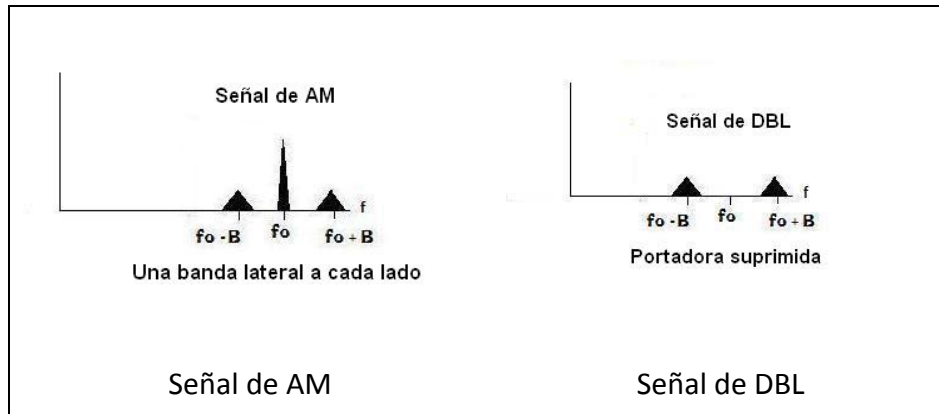 Señal de AM
f
fo - B
fo
fo + B
Una banda lateral a cada lado
Señal de AM
Señal de DBL
f
fo - B
fo
fo + B
Portadora suprimida
Señal de DBL